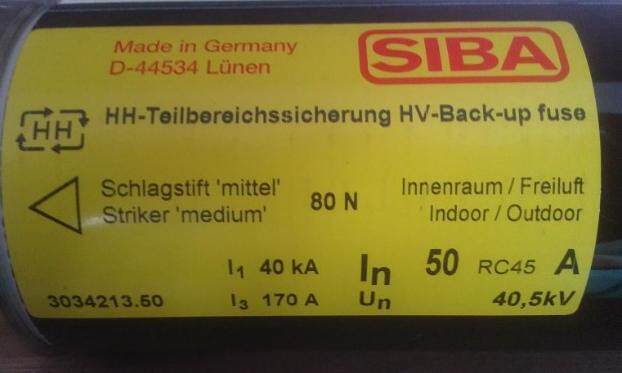 Made in Germany
D-44534 Lünen
SIBA
HH
HH-Teilbereichssicherung HV-Back-up fuse
Schlagstift 'mittel' 80 N Innenraum / Freiluft
Striker 'medium' Indoor / Outdoor
I1 40 kA In 50 RC45 A
3034213.50 I3 170 A Un 40,5kV